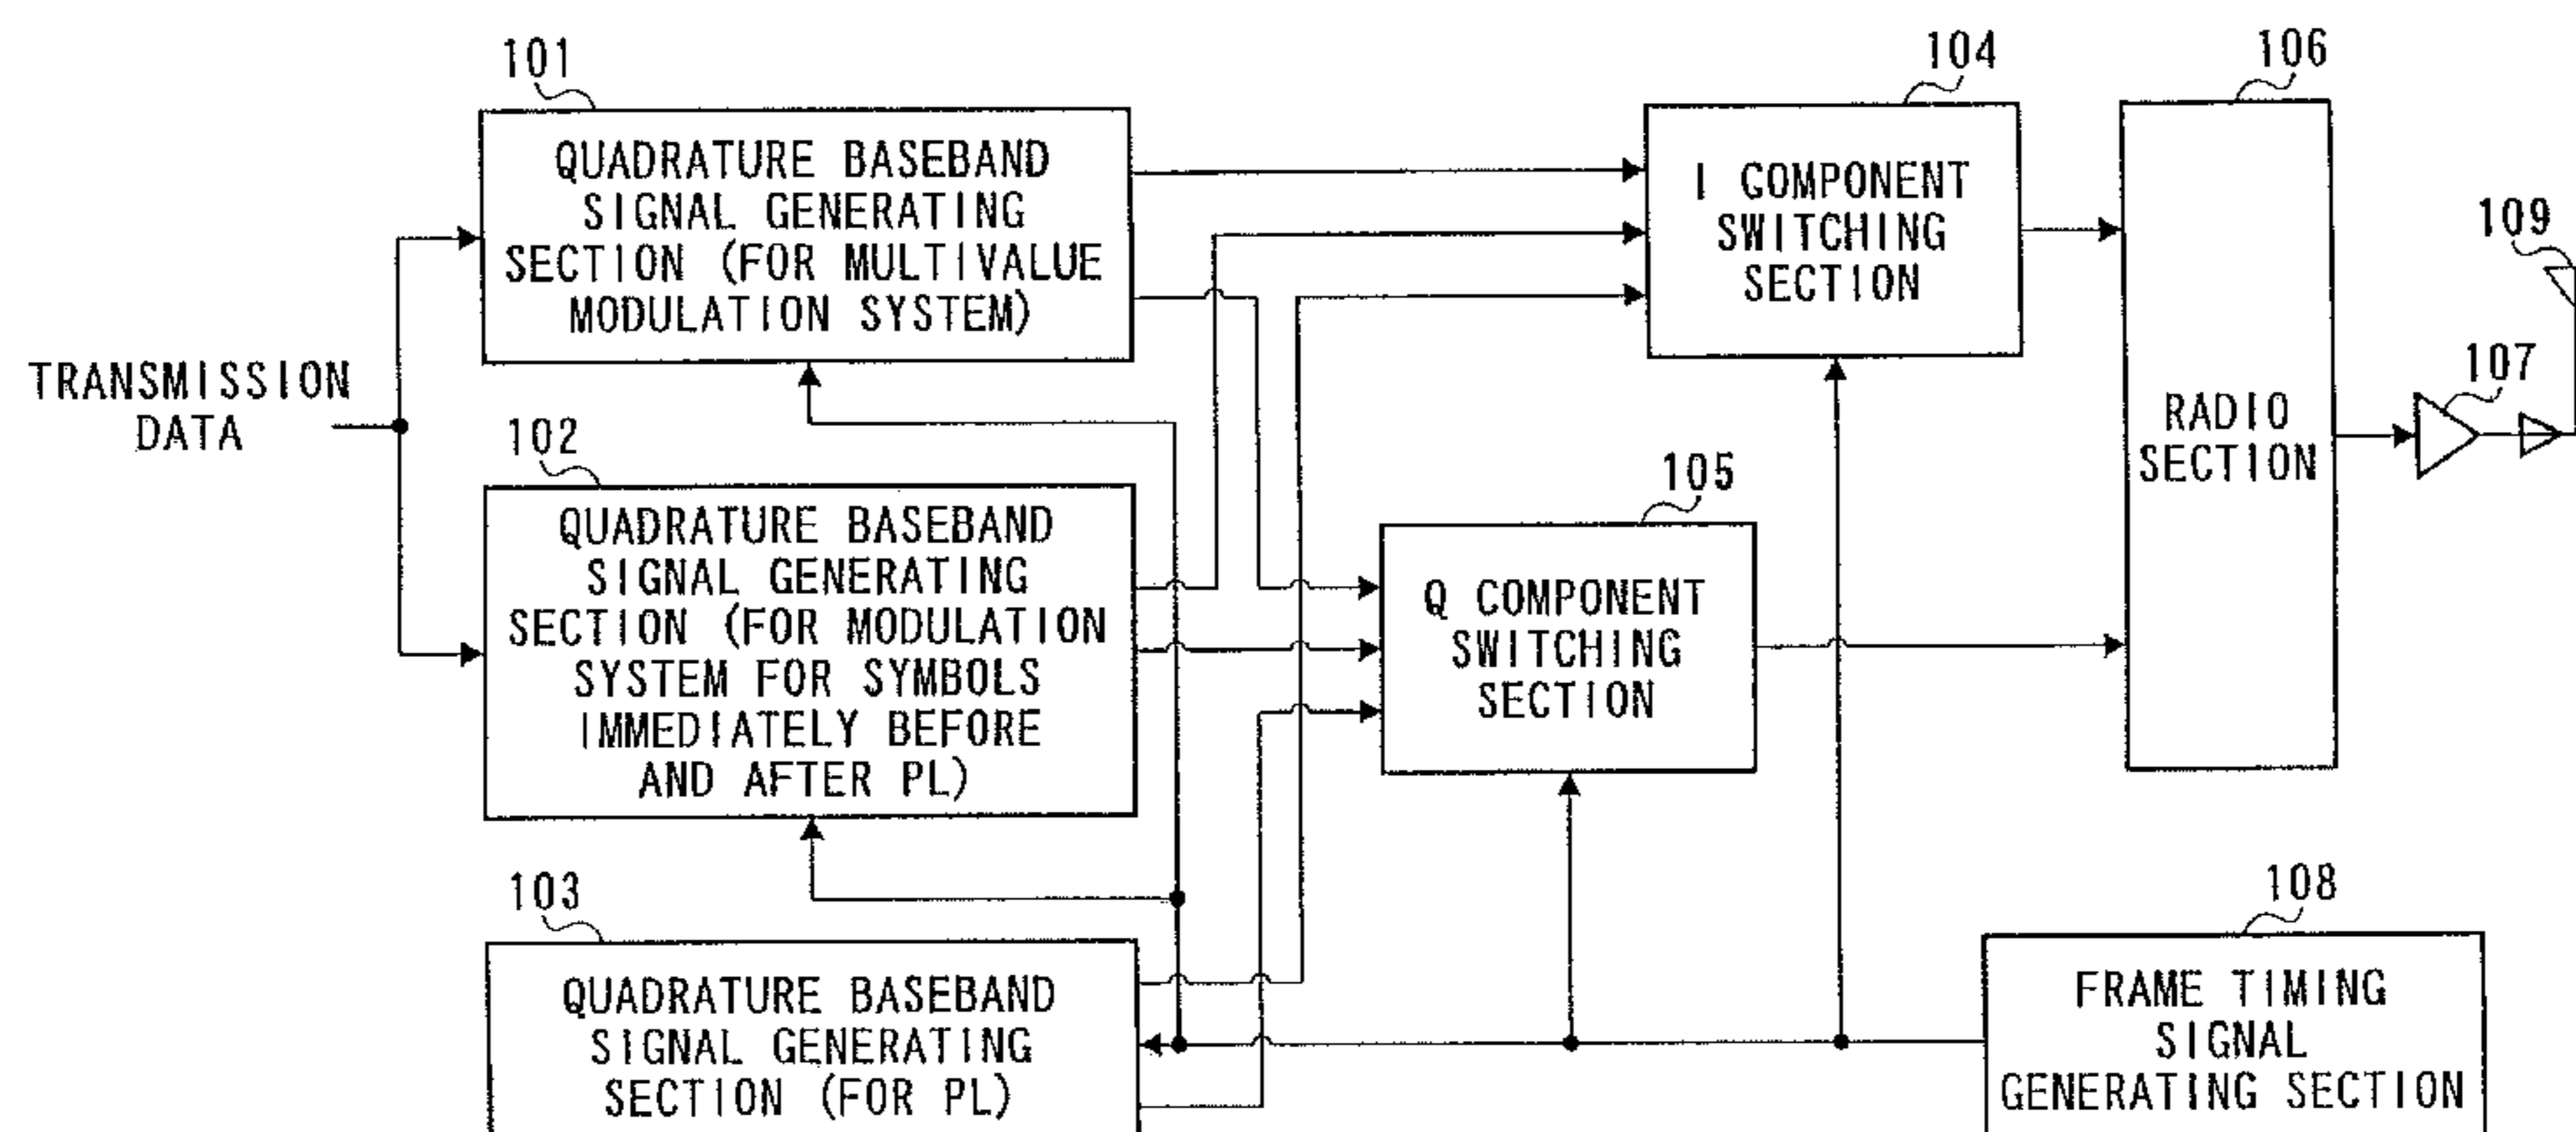 101
QUADRATURE BASEBAND
SIGNAL GENERATING
SECTION (FOR MULTIVALUE
MODULATION SYSTEM)
104
I COMPONENT
SWITCHING
SECTION
106
RADIO
SECTION
109
107
TRANSMISSION
DATA
102
QUADRATURE BASEBAND
SIGNAL GENERATING
SECTION (FOR MODULATION
SYSTEM FOR SYMBOLS
IMMEDIATELY BEFORE
AND AFTER PL)
105
Q COMPONENT
SWITCHING
SECTION
103
QUADRATURE BASEBAND
SIGNAL GENERATING
SECTION (FOR PL)
108
FRAME TIMING
SIGNAL
GENERATING SECTION